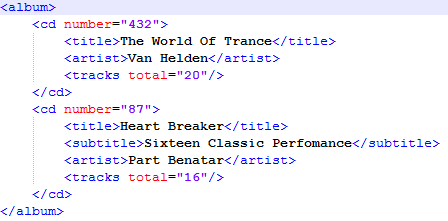 <album>
    <cd number="432">
        <title>The World Of Trance</title>
        <artist>Van Helden</artist>
        <tracks total="20"/>
    </cd>
    <cd number="87">
        <title>Heart Breaker</title>
        <subtitle>Sixteen Classic Perfomance</subtitle>
        <artist>Part Benatar</artist>
        <tracks total="16"/>
    </cd>
</album>